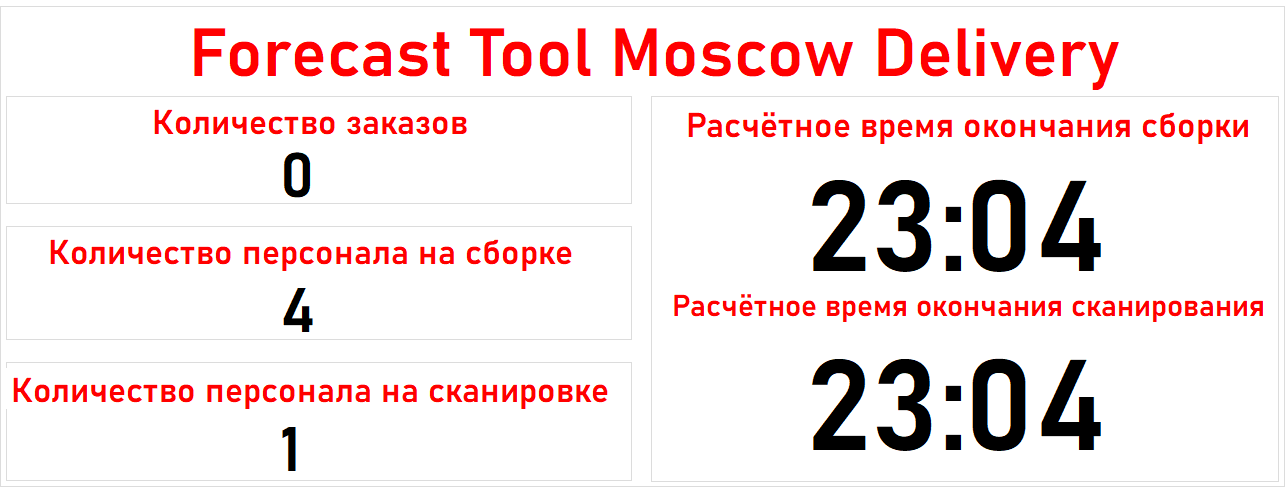 Forecast Tool Moscow Delivery
Количество заказов
0
Количество персонала на сборке
4
Количество персонала на сканировке
1
Расчётное время окончания сборки
23:04
Расчётное время окончания сканирования
23:04